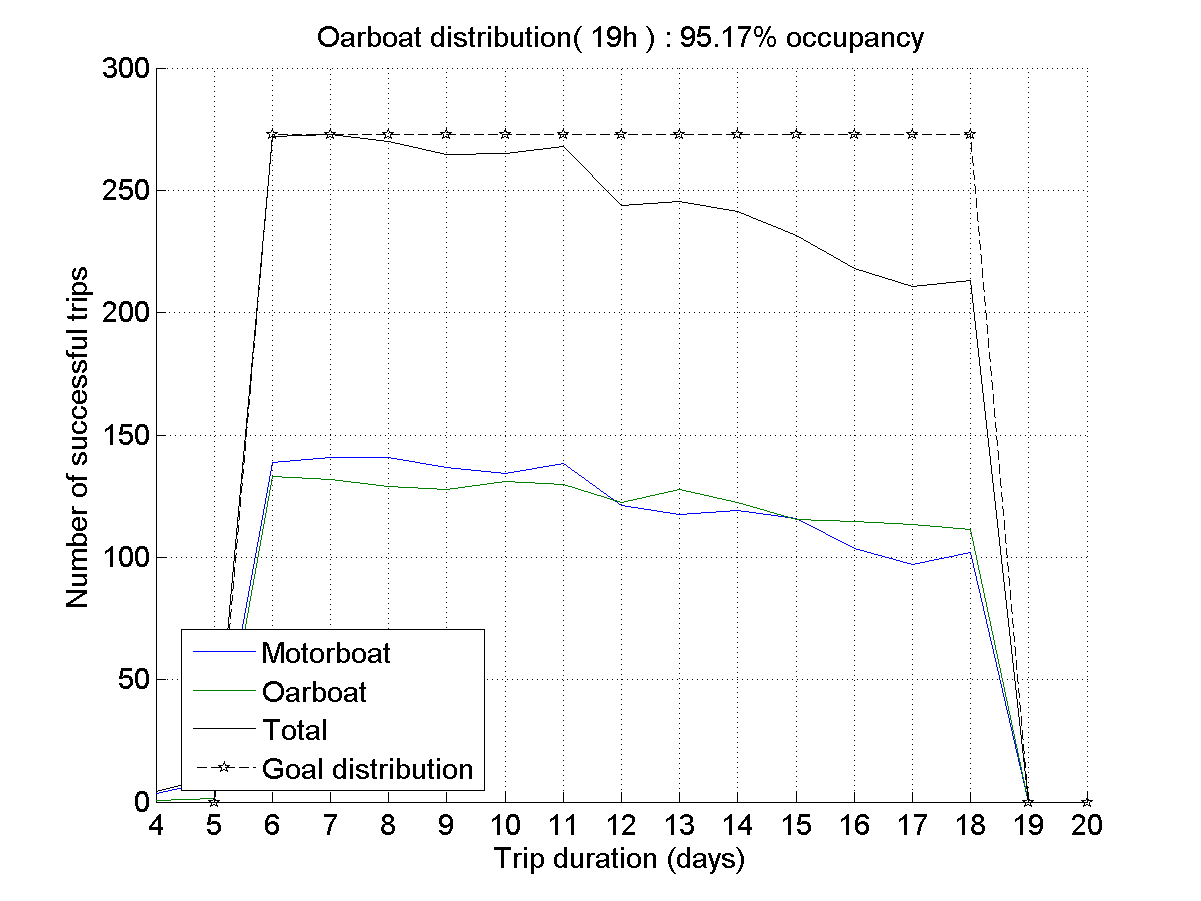 Oarboat distribution( 19h ) : 95.17% occupancy
300
250
200
150
100
50
0
Number of successful trips
Motorboat
Oarboat
Total
Goal distribution
4 5 6 7 8 9 10 11 12 13 14 15 16 17 18 19 20
Trip duration (days)